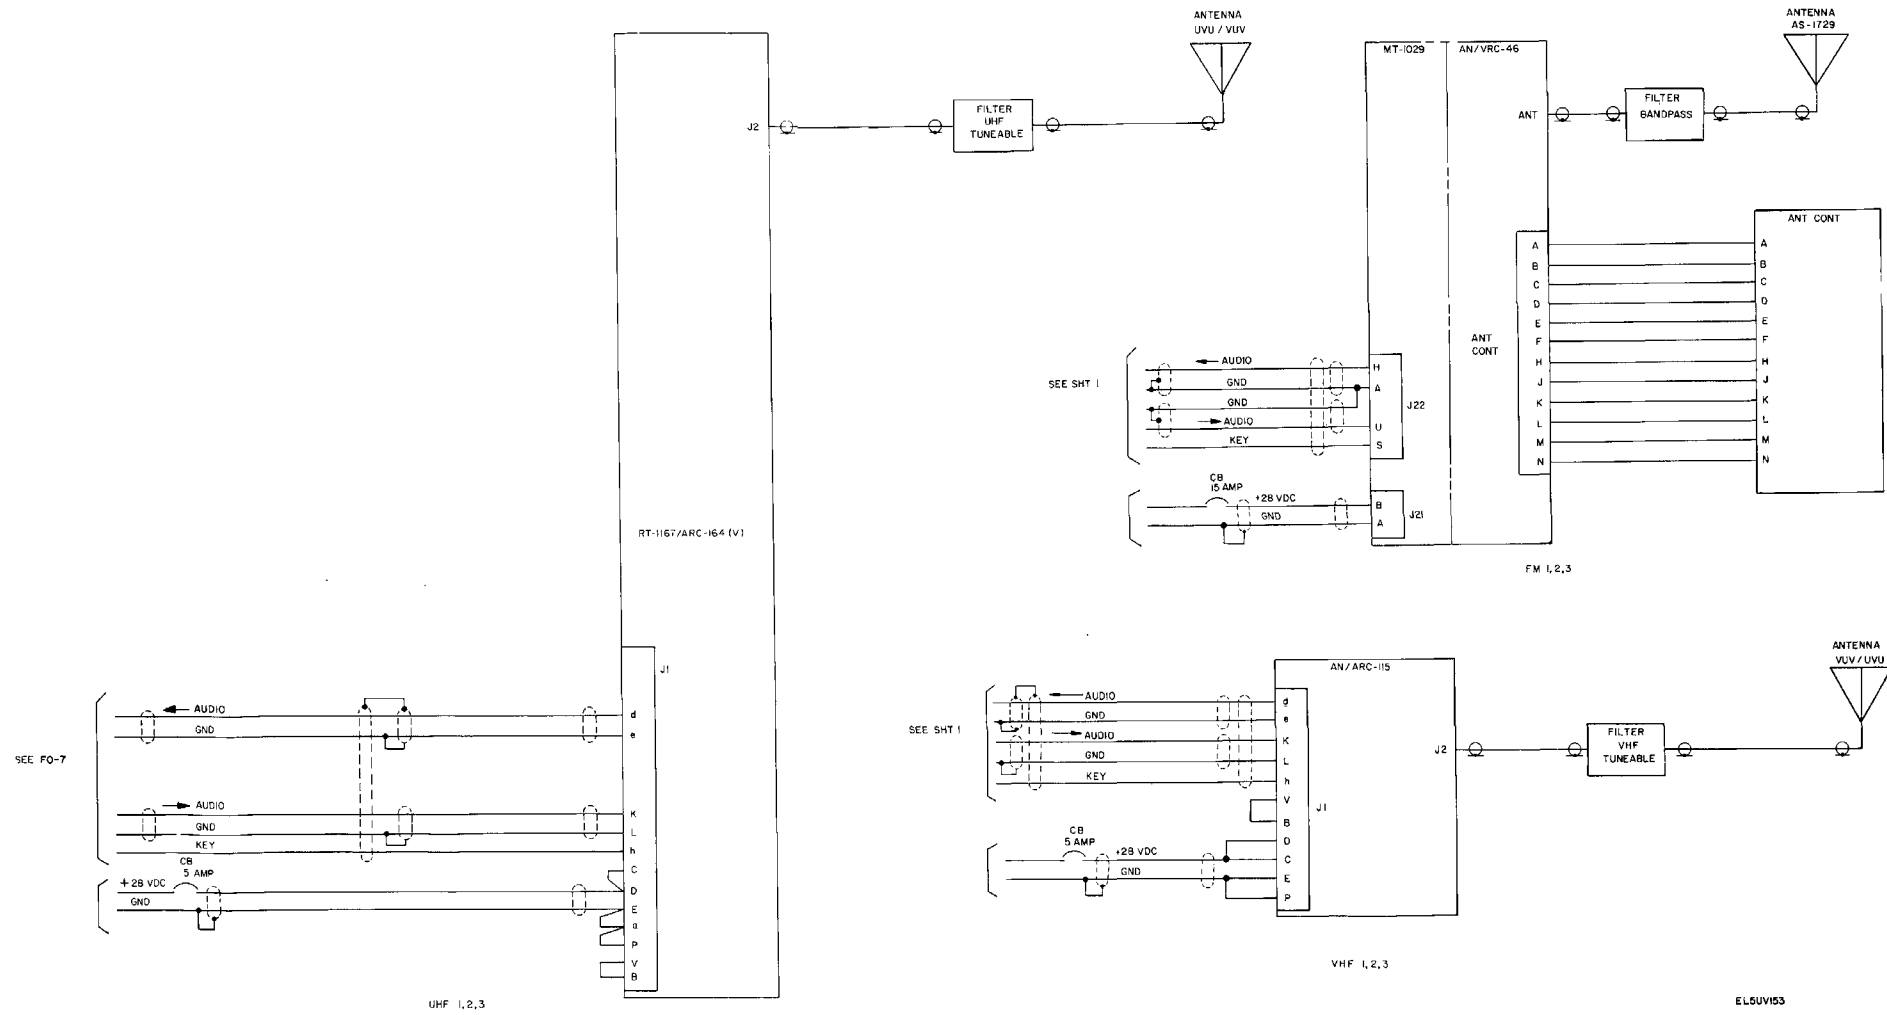 ANTENNA
UVU / VUV
J2
FILTER
UHF
TUNEABLE
RT-1167/ARC-164 (V)
J1
SEE FO-7
AUDIO
GND
AUDIO
GND
KEY
CB
5 AMP
+28 VDC
GND
d
e
K
L
h
C
D
E
a
P
V
B
UHF 1,2,3
MT-1029
AN/VRC-46
ANTENNA
AS-1729
ANT
FILTER
BANDPASS
ANT CONT
A
B
C
D
E
F
H
J
K
L
M
N
A
B
C
D
E
F
H
J
K
L
M
N
ANT
CONT
SEE SHT 1
AUDIO
GND
GND
AUDIO
KEY
H
A
U
S
J22
CB
15 AMP
+28 VDC
GND
B
A
J21
FM 1,2,3
AN/ARC-115
ANTENNA
VUV / UVU
SEE SHT 1
AUDIO
GND
AUDIO
GND
KEY
CB
5 AMP
+28 VDC
GND
d
e
K
L
h
V
B
D
C
E
P
J1
J2
FILTER
VHF
TUNEABLE
VHF 1,2,3
EL5UV153